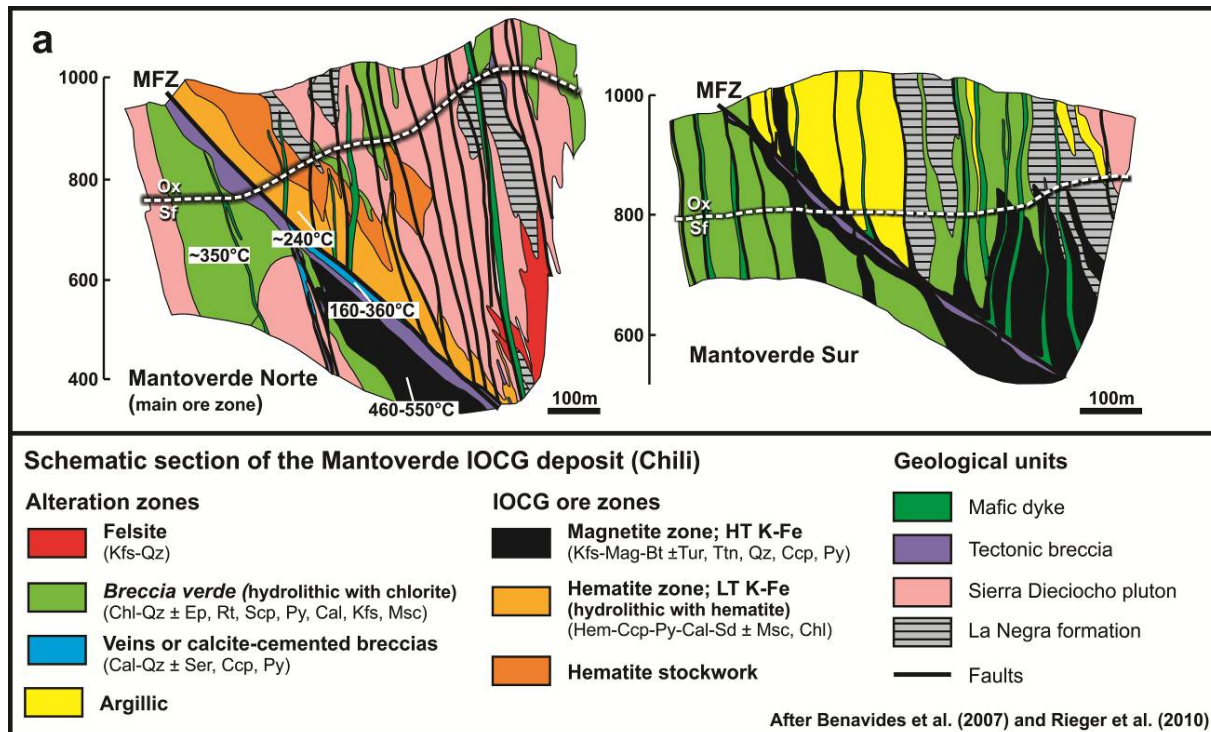 a
MFZ
1000
800
600
400
Ox
Sf
~350°C
~240°C
160-360°C
460-550°C
Mantoverde Norte
(main ore zone)
100m
MFZ
1000
800
600
Ox
Sf
Mantoverde Sur
100m
Schematic section of the Mantoverde IOCG deposit (Chili)
Alteration zones
Felsite
(Kfs-Qz)
Breccia verde (hydrolithic with chlorite)
(Chl-Qz ± Ep, Rt, Scp, Py, Cal, Kfs, Msc)
Veins or calcite-cemented breccias
(Cal-Qz ± Ser, Ccp, Py)
Argillic
IOCG ore zones
Magnetite zone; HT K-Fe
(Kfs-Mag-Bt ±Tur, Ttn, Qz, Ccp, Py)
Hematite zone; LT K-Fe
(hydrolithic with hematite)
(Hem-Ccp-Py-Cal-Sd ± Msc, Chl)
Hematite stockwork
Geological units
Mafic dyke
Tectonic breccia
Sierra Dieciocho pluton
La Negra formation
Faults
After Benavides et al. (2007) and Rieger et al. (2010)